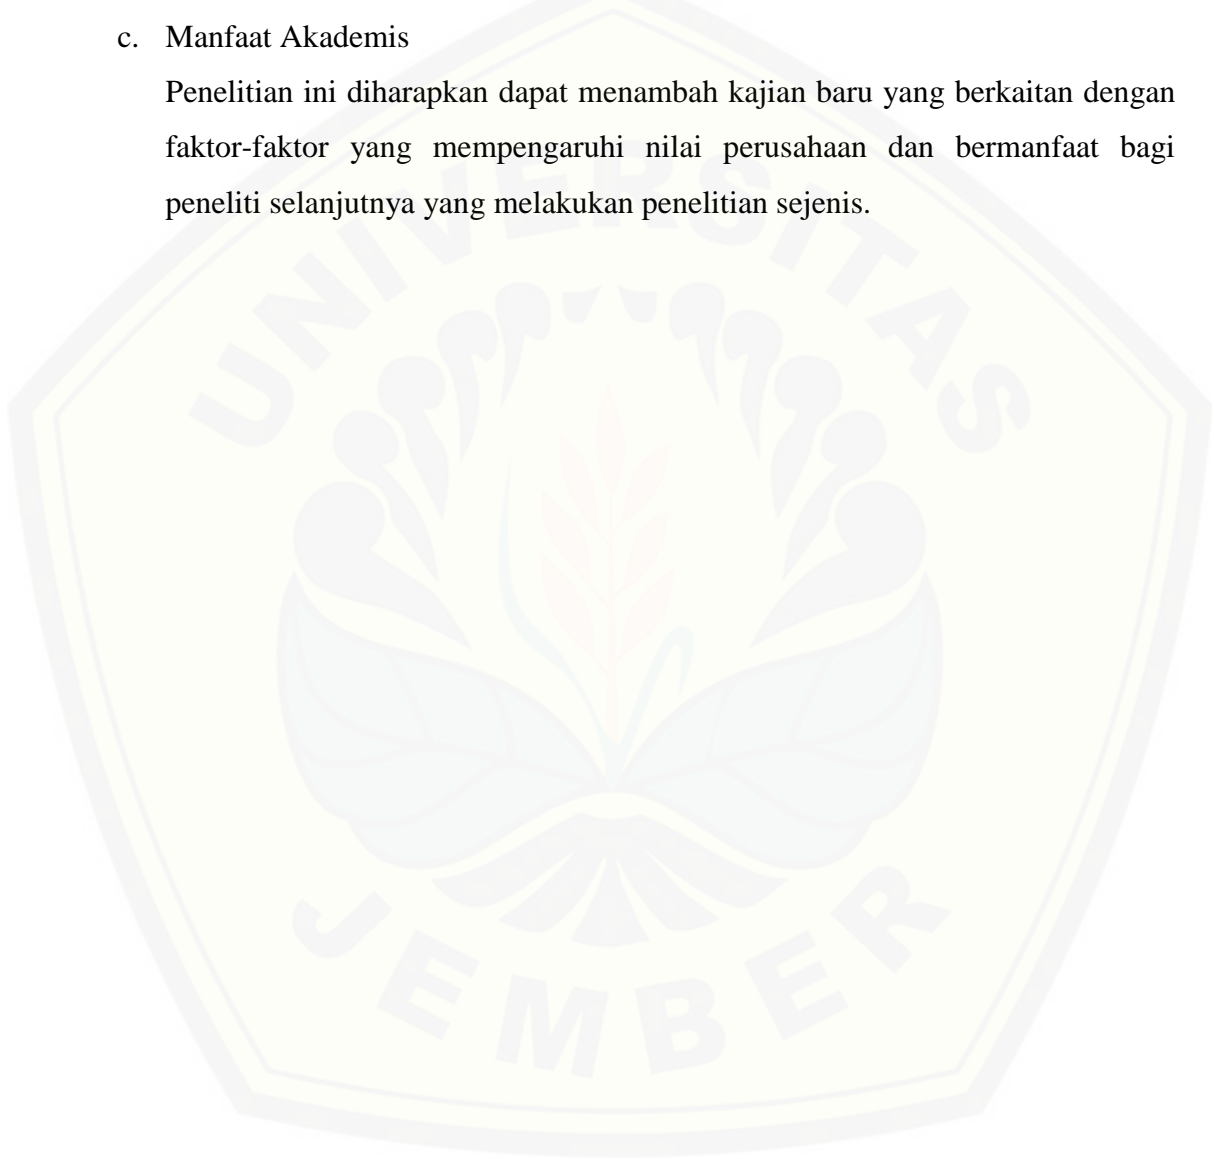 c. Manfaat Akademis
Penelitian ini diharapkan dapat menambah kajian baru yang berkaitan dengan
faktor-faktor yang mempengaruhi nilai perusahaan dan bermanfaat bagi
peneliti selanjutnya yang melakukan penelitian sejenis.
UNIVERSITAS
JEMBER